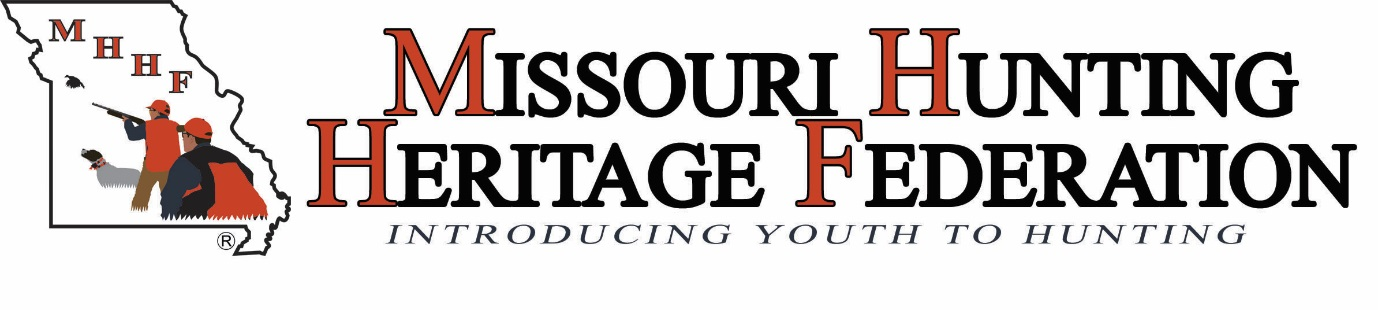 MHHF
MISSOURI HUNTING
HERITAGE FEDERATION
INTRODUCING YOUTH TO HUNTING
®